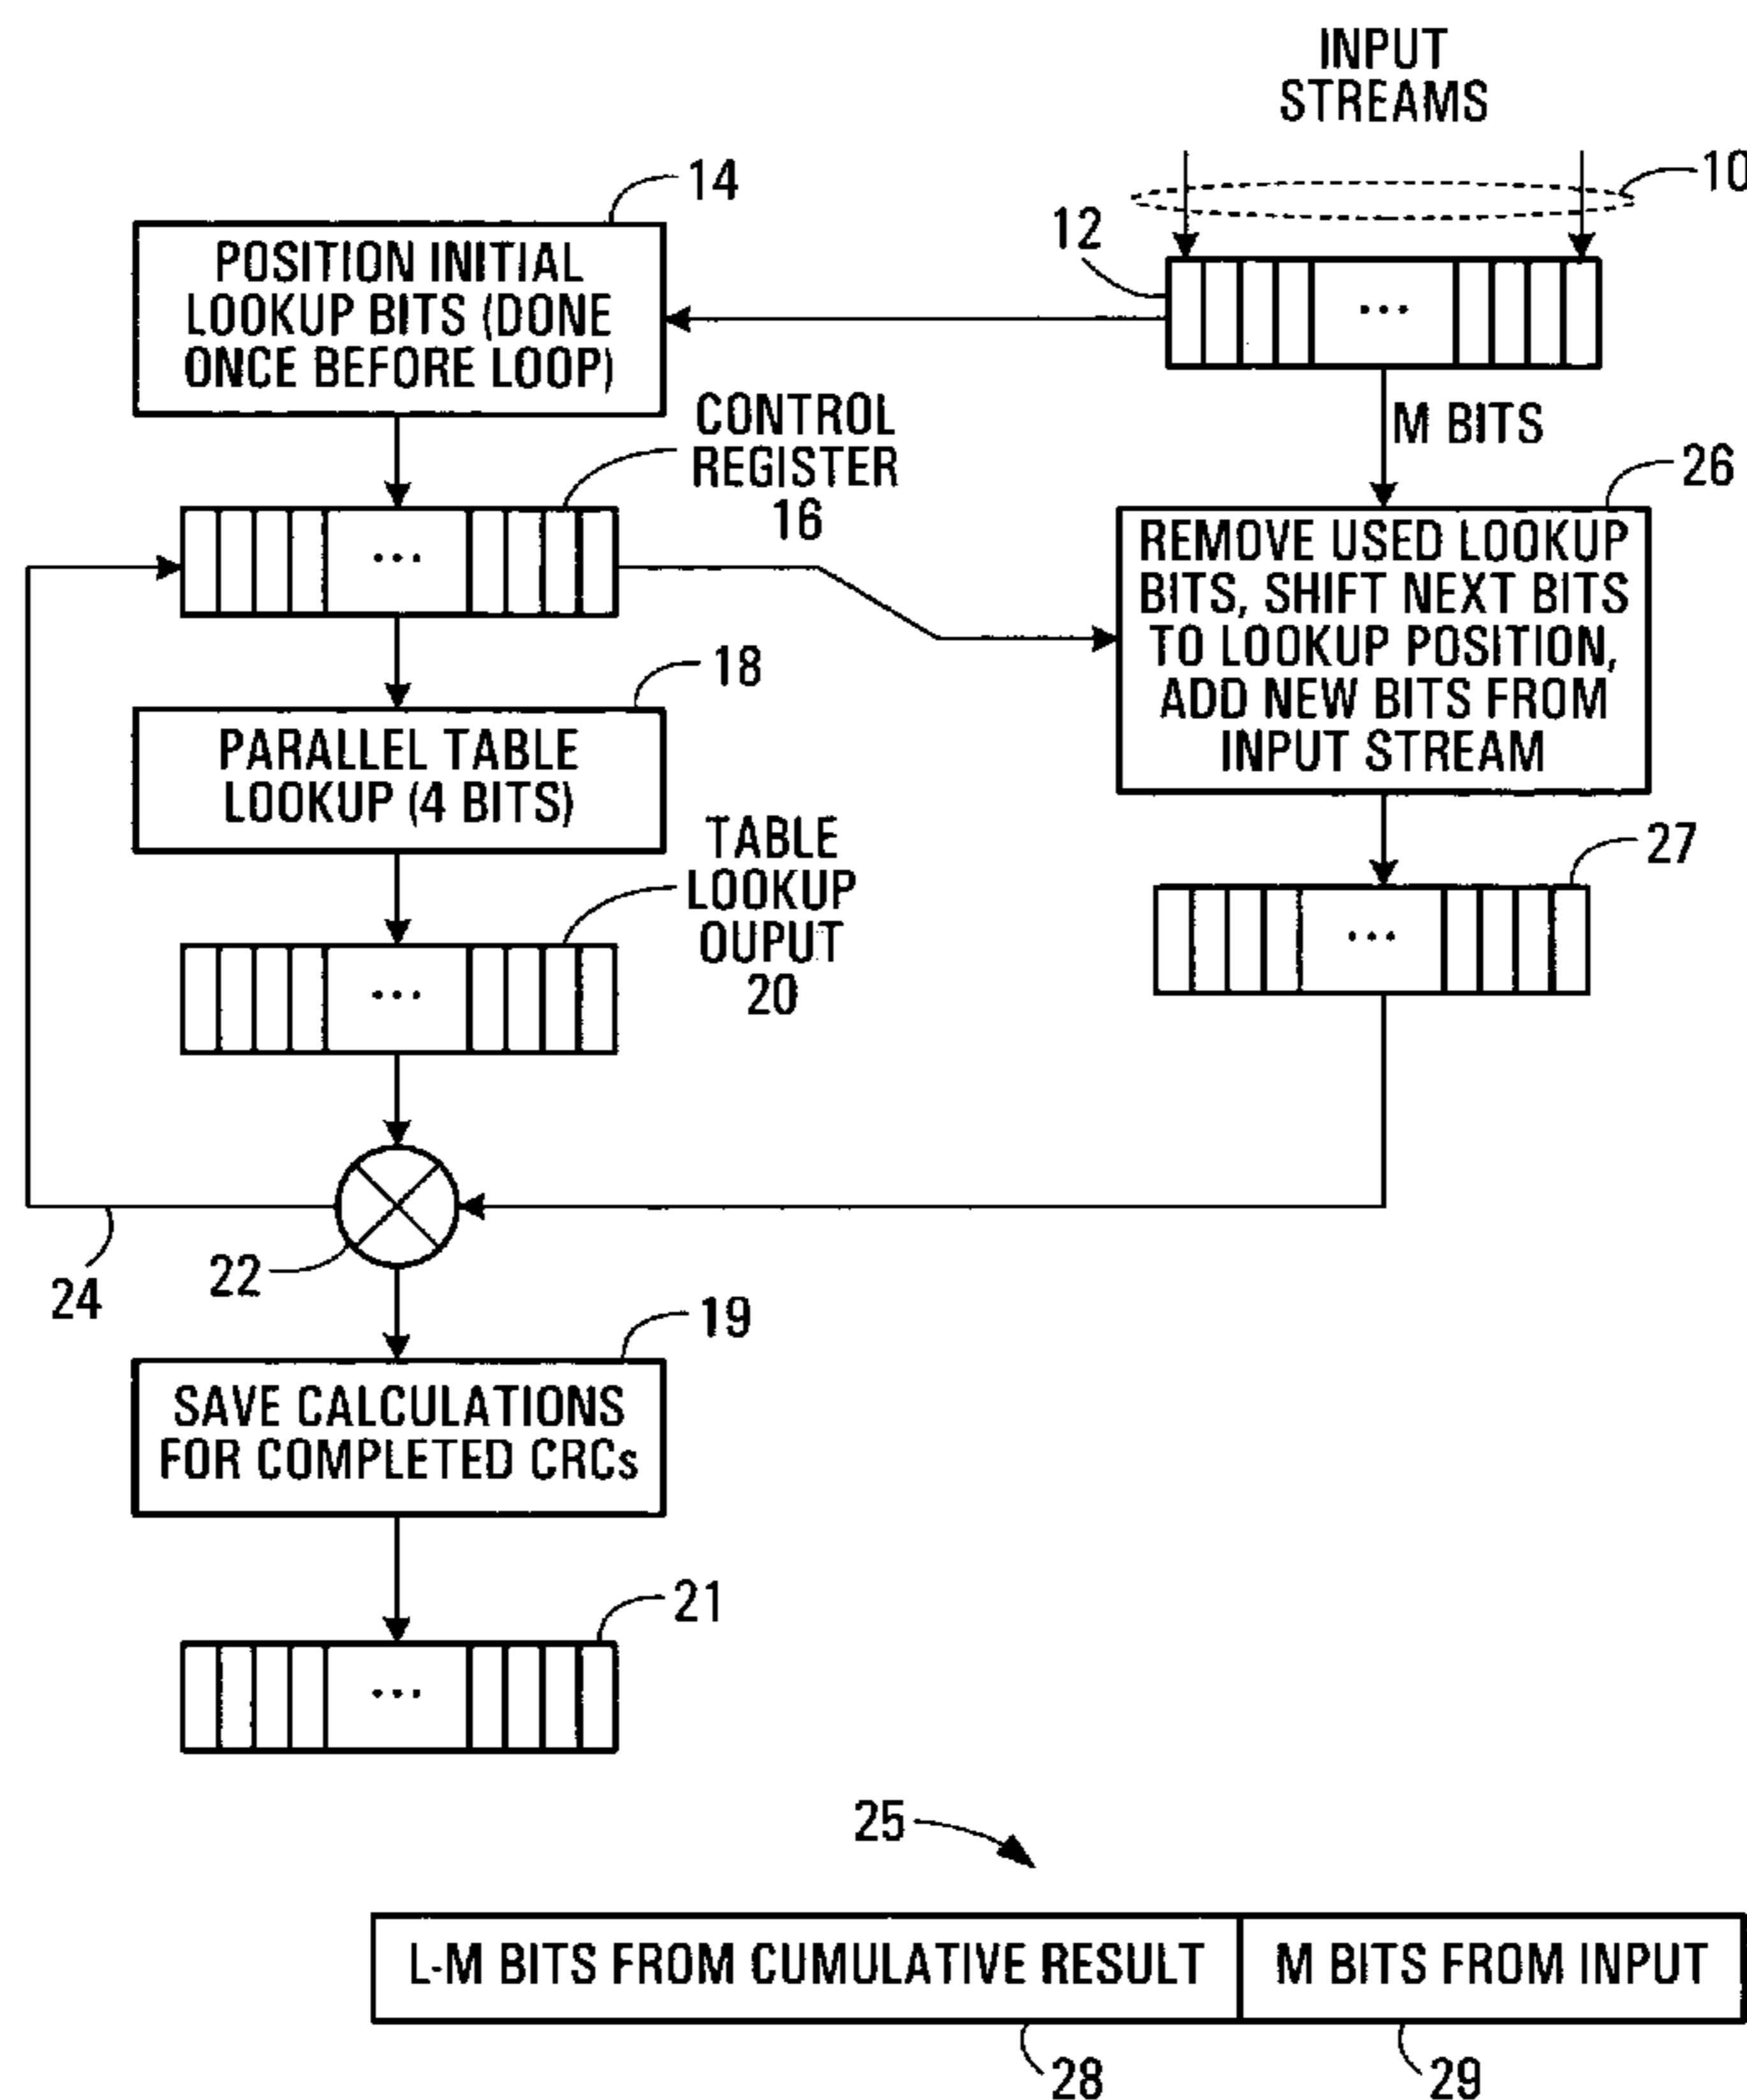 INPUT
STREAMS
10
12
14
POSITION INITIAL
LOOKUP BITS (DONE
ONCE BEFORE LOOP)
...
M BITS
CONTROL
REGISTER
16
...
26
REMOVE USED LOOKUP
BITS, SHIFT NEXT BITS
TO LOOKUP POSITION,
ADD NEW BITS FROM
INPUT STREAM
18
PARALLEL TABLE
LOOKUP (4 BITS)
TABLE
LOOKUP
OUPUT
20
...
27
...
22
24
19
SAVE CALCULATIONS
FOR COMPLETED CRCs
21
...
25
L-M BITS FROM CUMULATIVE RESULT
M BITS FROM INPUT
28
29